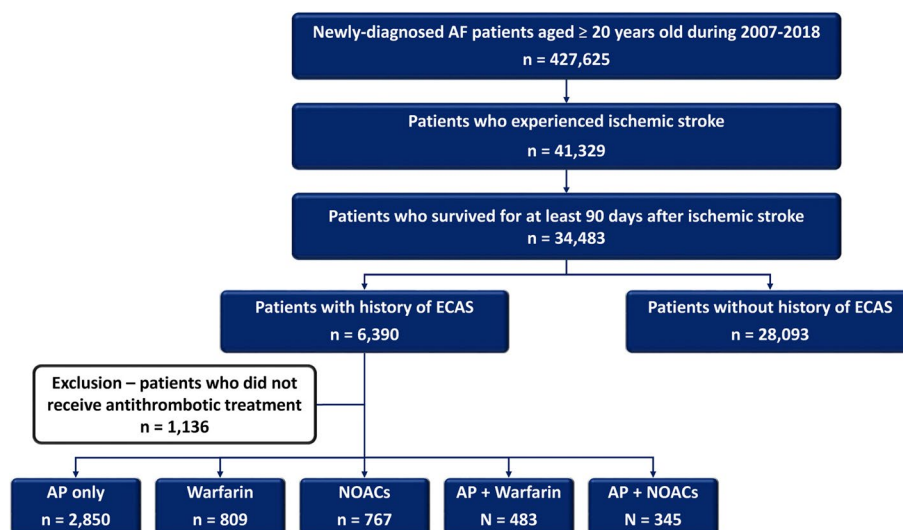 Newly-diagnosed AF patients aged ≥ 20 years old during 2007-2018
n = 427,625
Patients who experienced ischemic stroke
n = 41,329
Patients who survived for at least 90 days after ischemic stroke
n = 34,483
Patients with history of ECAS
n = 6,390
Patients without history of ECAS
n = 28,093
Exclusion – patients who did not
receive antithrombotic treatment
n = 1,136
AP only
n = 2,850
Warfarin
n = 809
NOACs
n = 767
AP + Warfarin
N = 483
AP + NOACs
N = 345